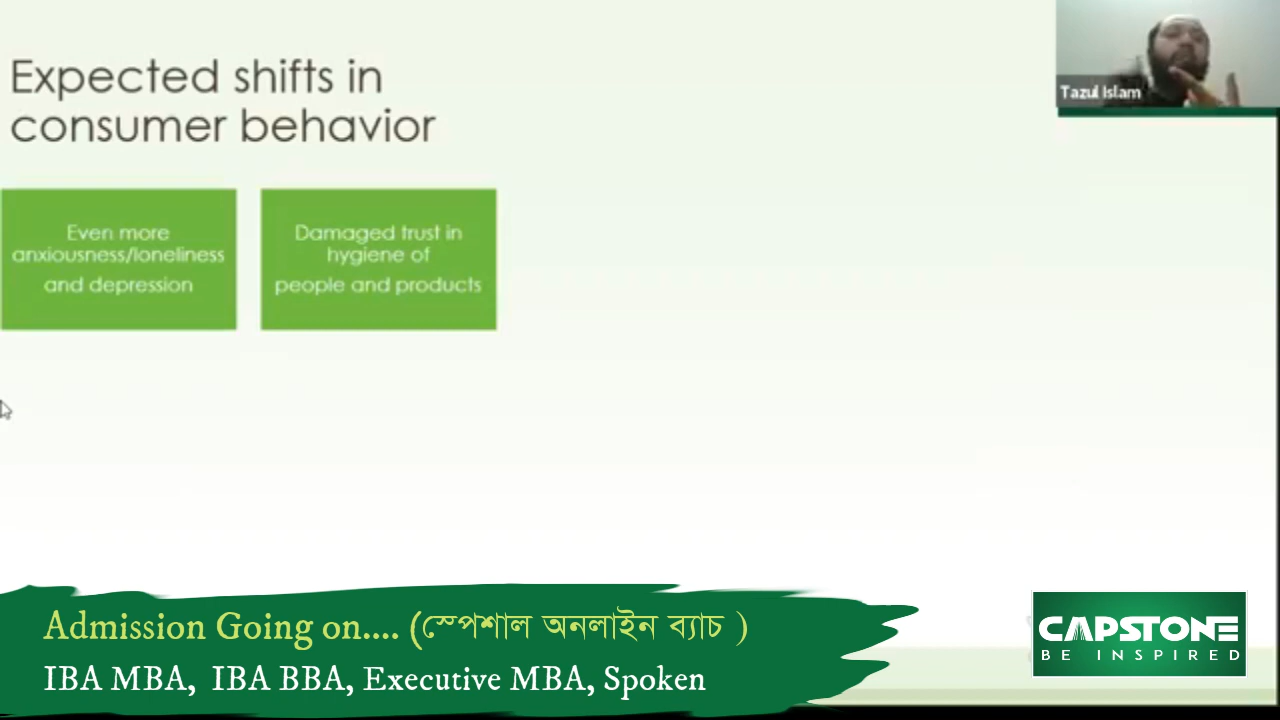 Expected shifts in
consumer behavior
Tazul Islam
Even more
anxiousness/loneliness
and depression
Damaged trust in
hygiene of
people and products
Admission Going on.... (স্পেশাল অনলাইন ব্যাচ )
IBA MBA, IBA BBA, Executive MBA, Spoken
CAPSTONE
BE INSPIRED